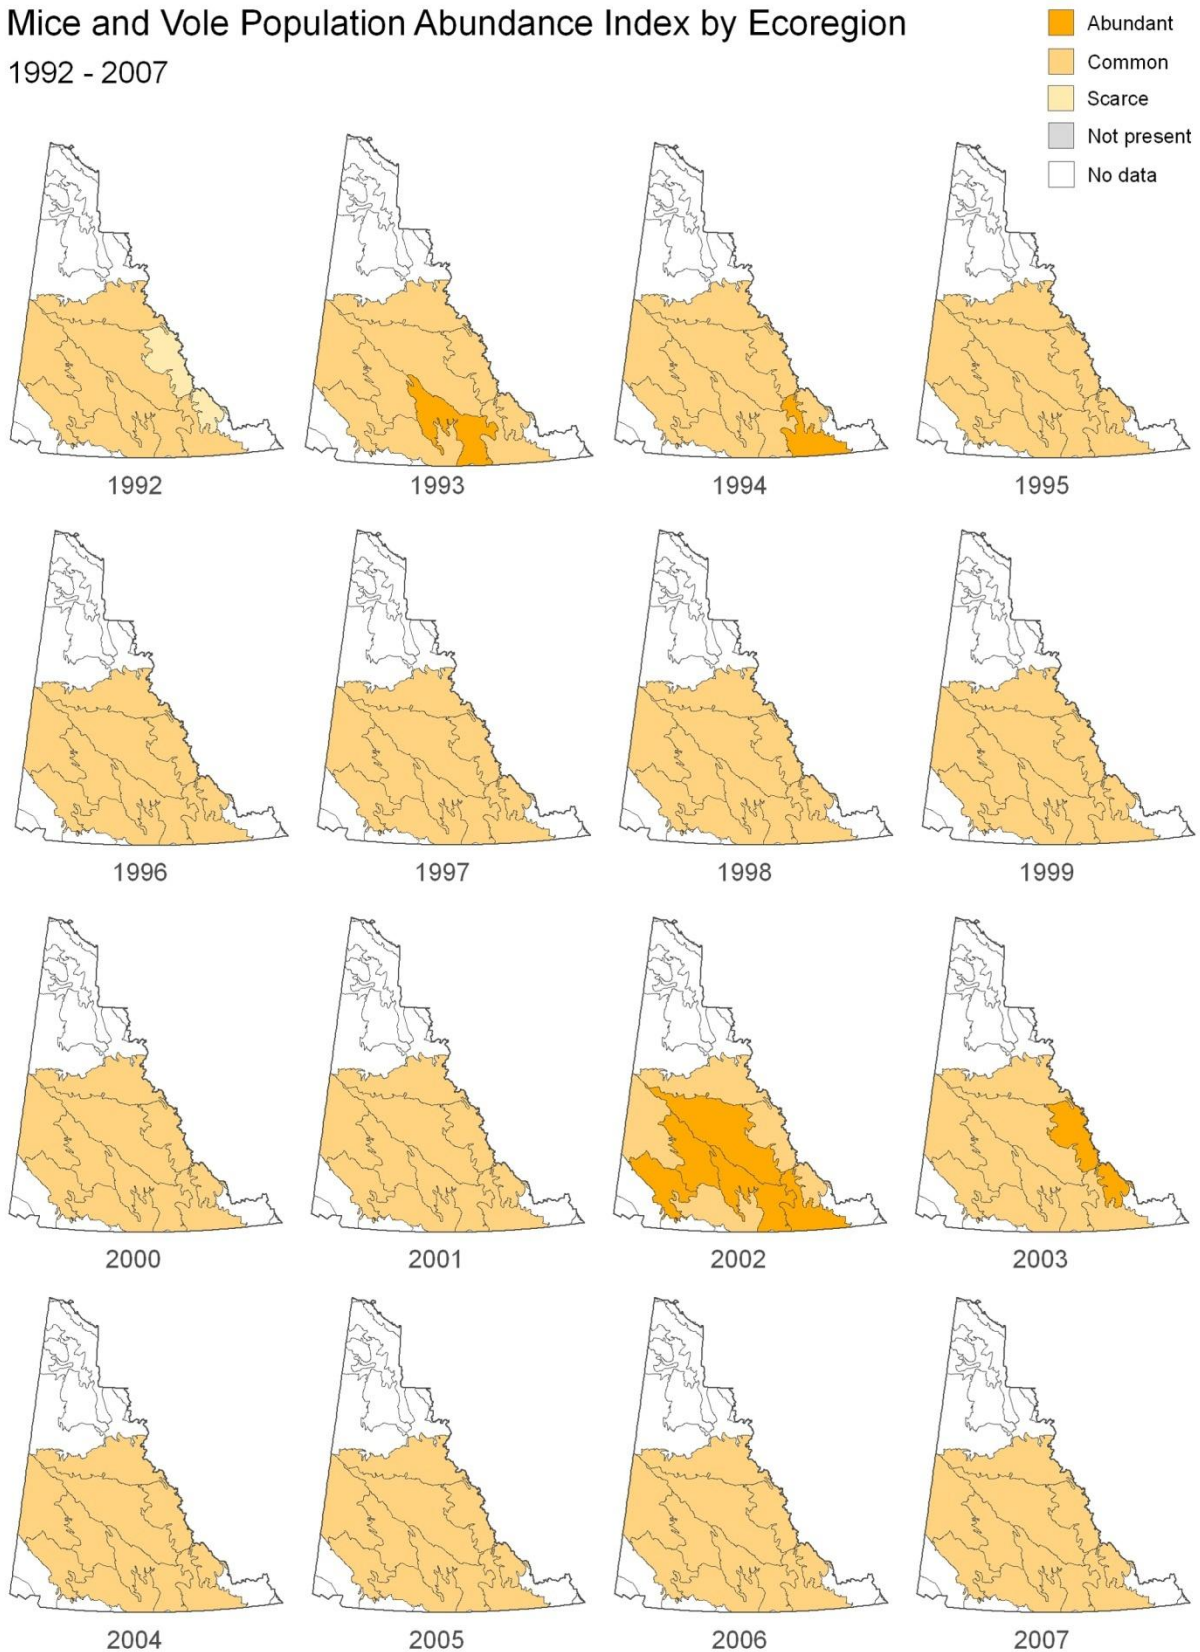 Mice and Vole Population Abundance Index by Ecoregion
1992 - 2007
Abundant
Common
Scarce
Not present
No data
1992
1993
1994
1995
1996
1997
1998
1999
2000
2001
2002
2003
2004
2005
2006
2007